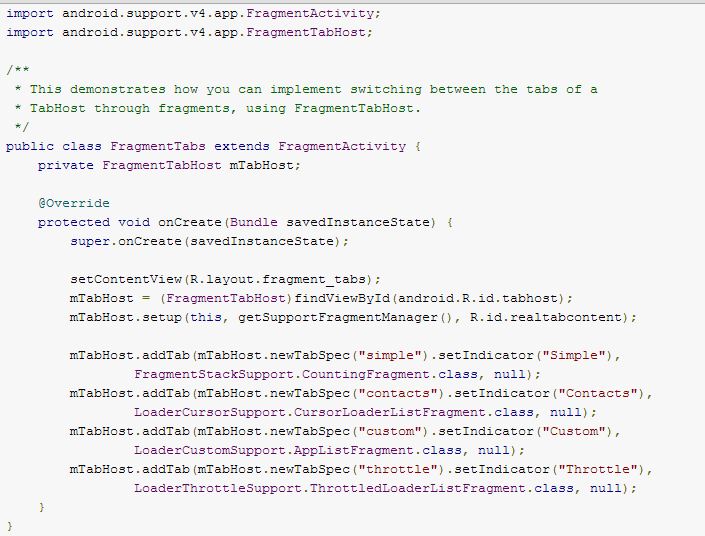 import android.support.v4.app.FragmentActivity;
import android.support.v4.app.FragmentTabHost;

/**
 * This demonstrates how you can implement switching between the tabs of a
 * TabHost through fragments, using FragmentTabHost.
 */
public class FragmentTabs extends FragmentActivity {
    private FragmentTabHost mTabHost;

    @Override
    protected void onCreate(Bundle savedInstanceState) {
        super.onCreate(savedInstanceState);

        setContentView(R.layout.fragment_tabs);
        mTabHost = (FragmentTabHost)findViewById(android.R.id.tabhost);
        mTabHost.setup(this, getSupportFragmentManager(), R.id.realtabcontent);

        mTabHost.addTab(mTabHost.newTabSpec("simple").setIndicator("Simple"),
                FragmentStackSupport.CountingFragment.class, null);
        mTabHost.addTab(mTabHost.newTabSpec("contacts").setIndicator("Contacts"),
                LoaderCursorSupport.CursorLoaderListFragment.class, null);
        mTabHost.addTab(mTabHost.newTabSpec("custom").setIndicator("Custom"),
                LoaderCustomSupport.AppListFragment.class, null);
        mTabHost.addTab(mTabHost.newTabSpec("throttle").setIndicator("Throttle"),
                LoaderThrottleSupport.ThrottledLoaderListFragment.class, null);
    }
}